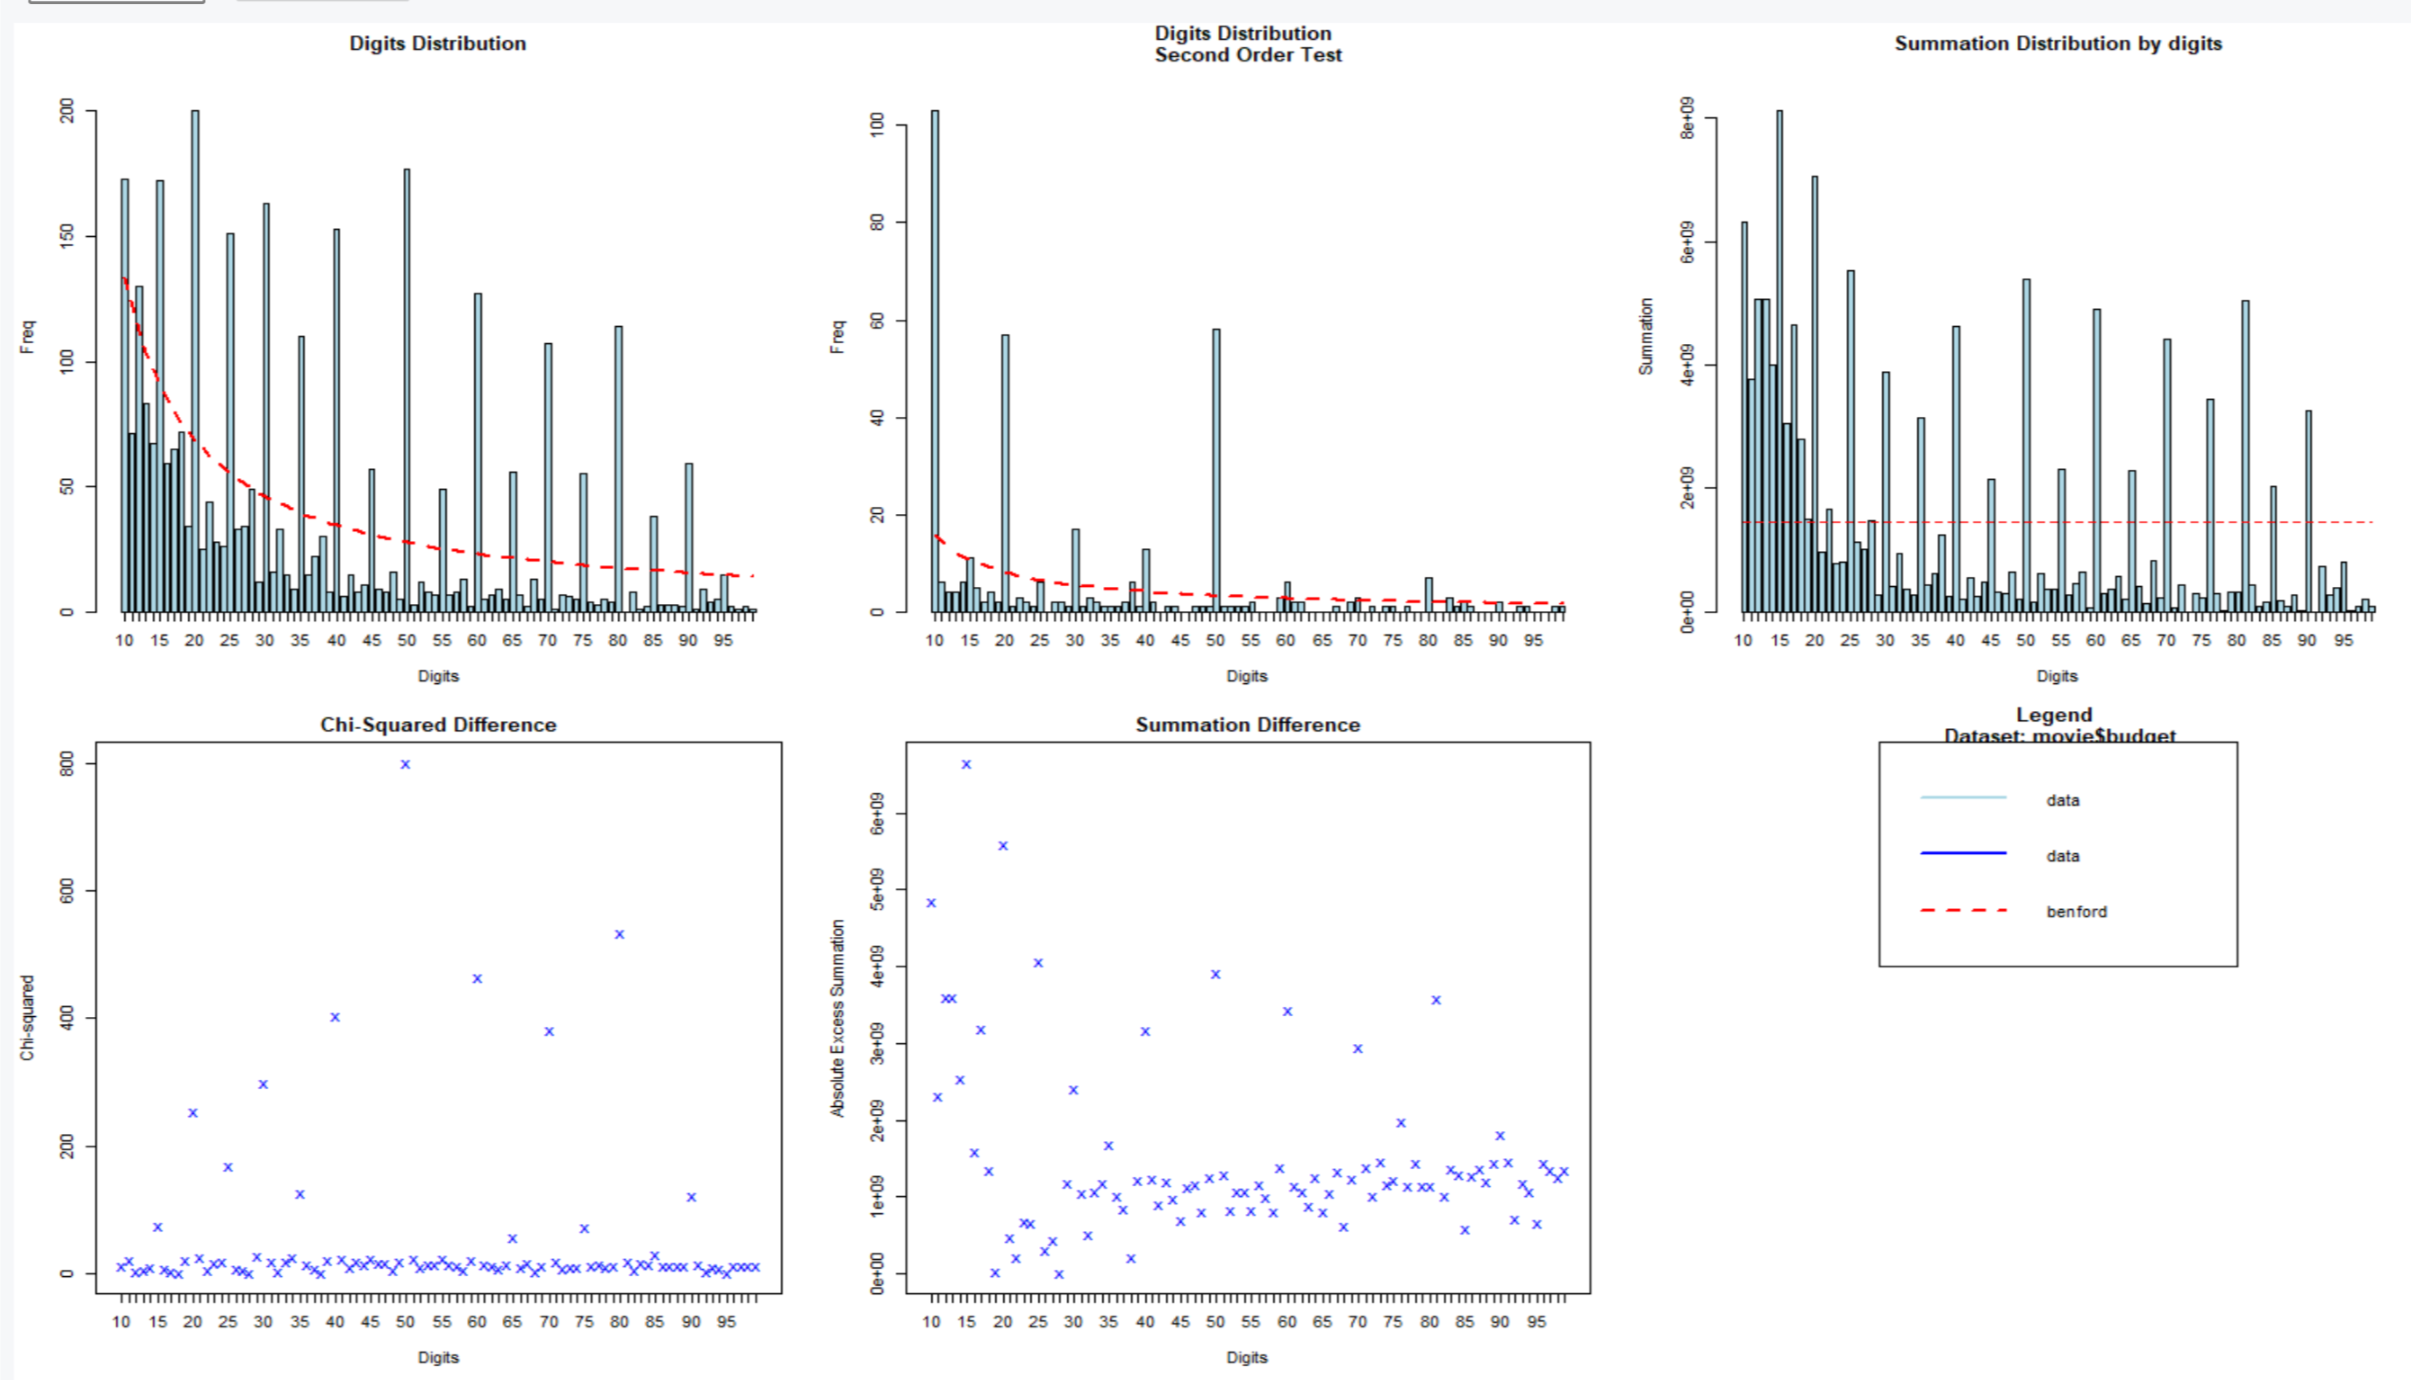 Digits Distribution
200
150
100
50
0
Freq
10 15 20 25 30 35 40 45 50 55 60 65 70 75 80 85 90 95
Digits
Digits Distribution
Second Order Test
100
80
60
40
20
0
Freq
10 15 20 25 30 35 40 45 50 55 60 65 70 75 80 85 90 95
Digits
Summation Distribution by digits
8e+09
6e+09
4e+09
2e+09
0e+00
Summation
10 15 20 25 30 35 40 45 50 55 60 65 70 75 80 85 90 95
Digits
Chi-Squared Difference
800
600
400
200
0
Chi-squared
10 15 20 25 30 35 40 45 50 55 60 65 70 75 80 85 90 95
Digits
Summation Difference
6e+09
5e+09
4e+09
3e+09
2e+09
1e+09
0e+00
Absolute Excess Summation
10 15 20 25 30 35 40 45 50 55 60 65 70 75 80 85 90 95
Digits
Legend
Dataset: movie$budget
data
data
benford